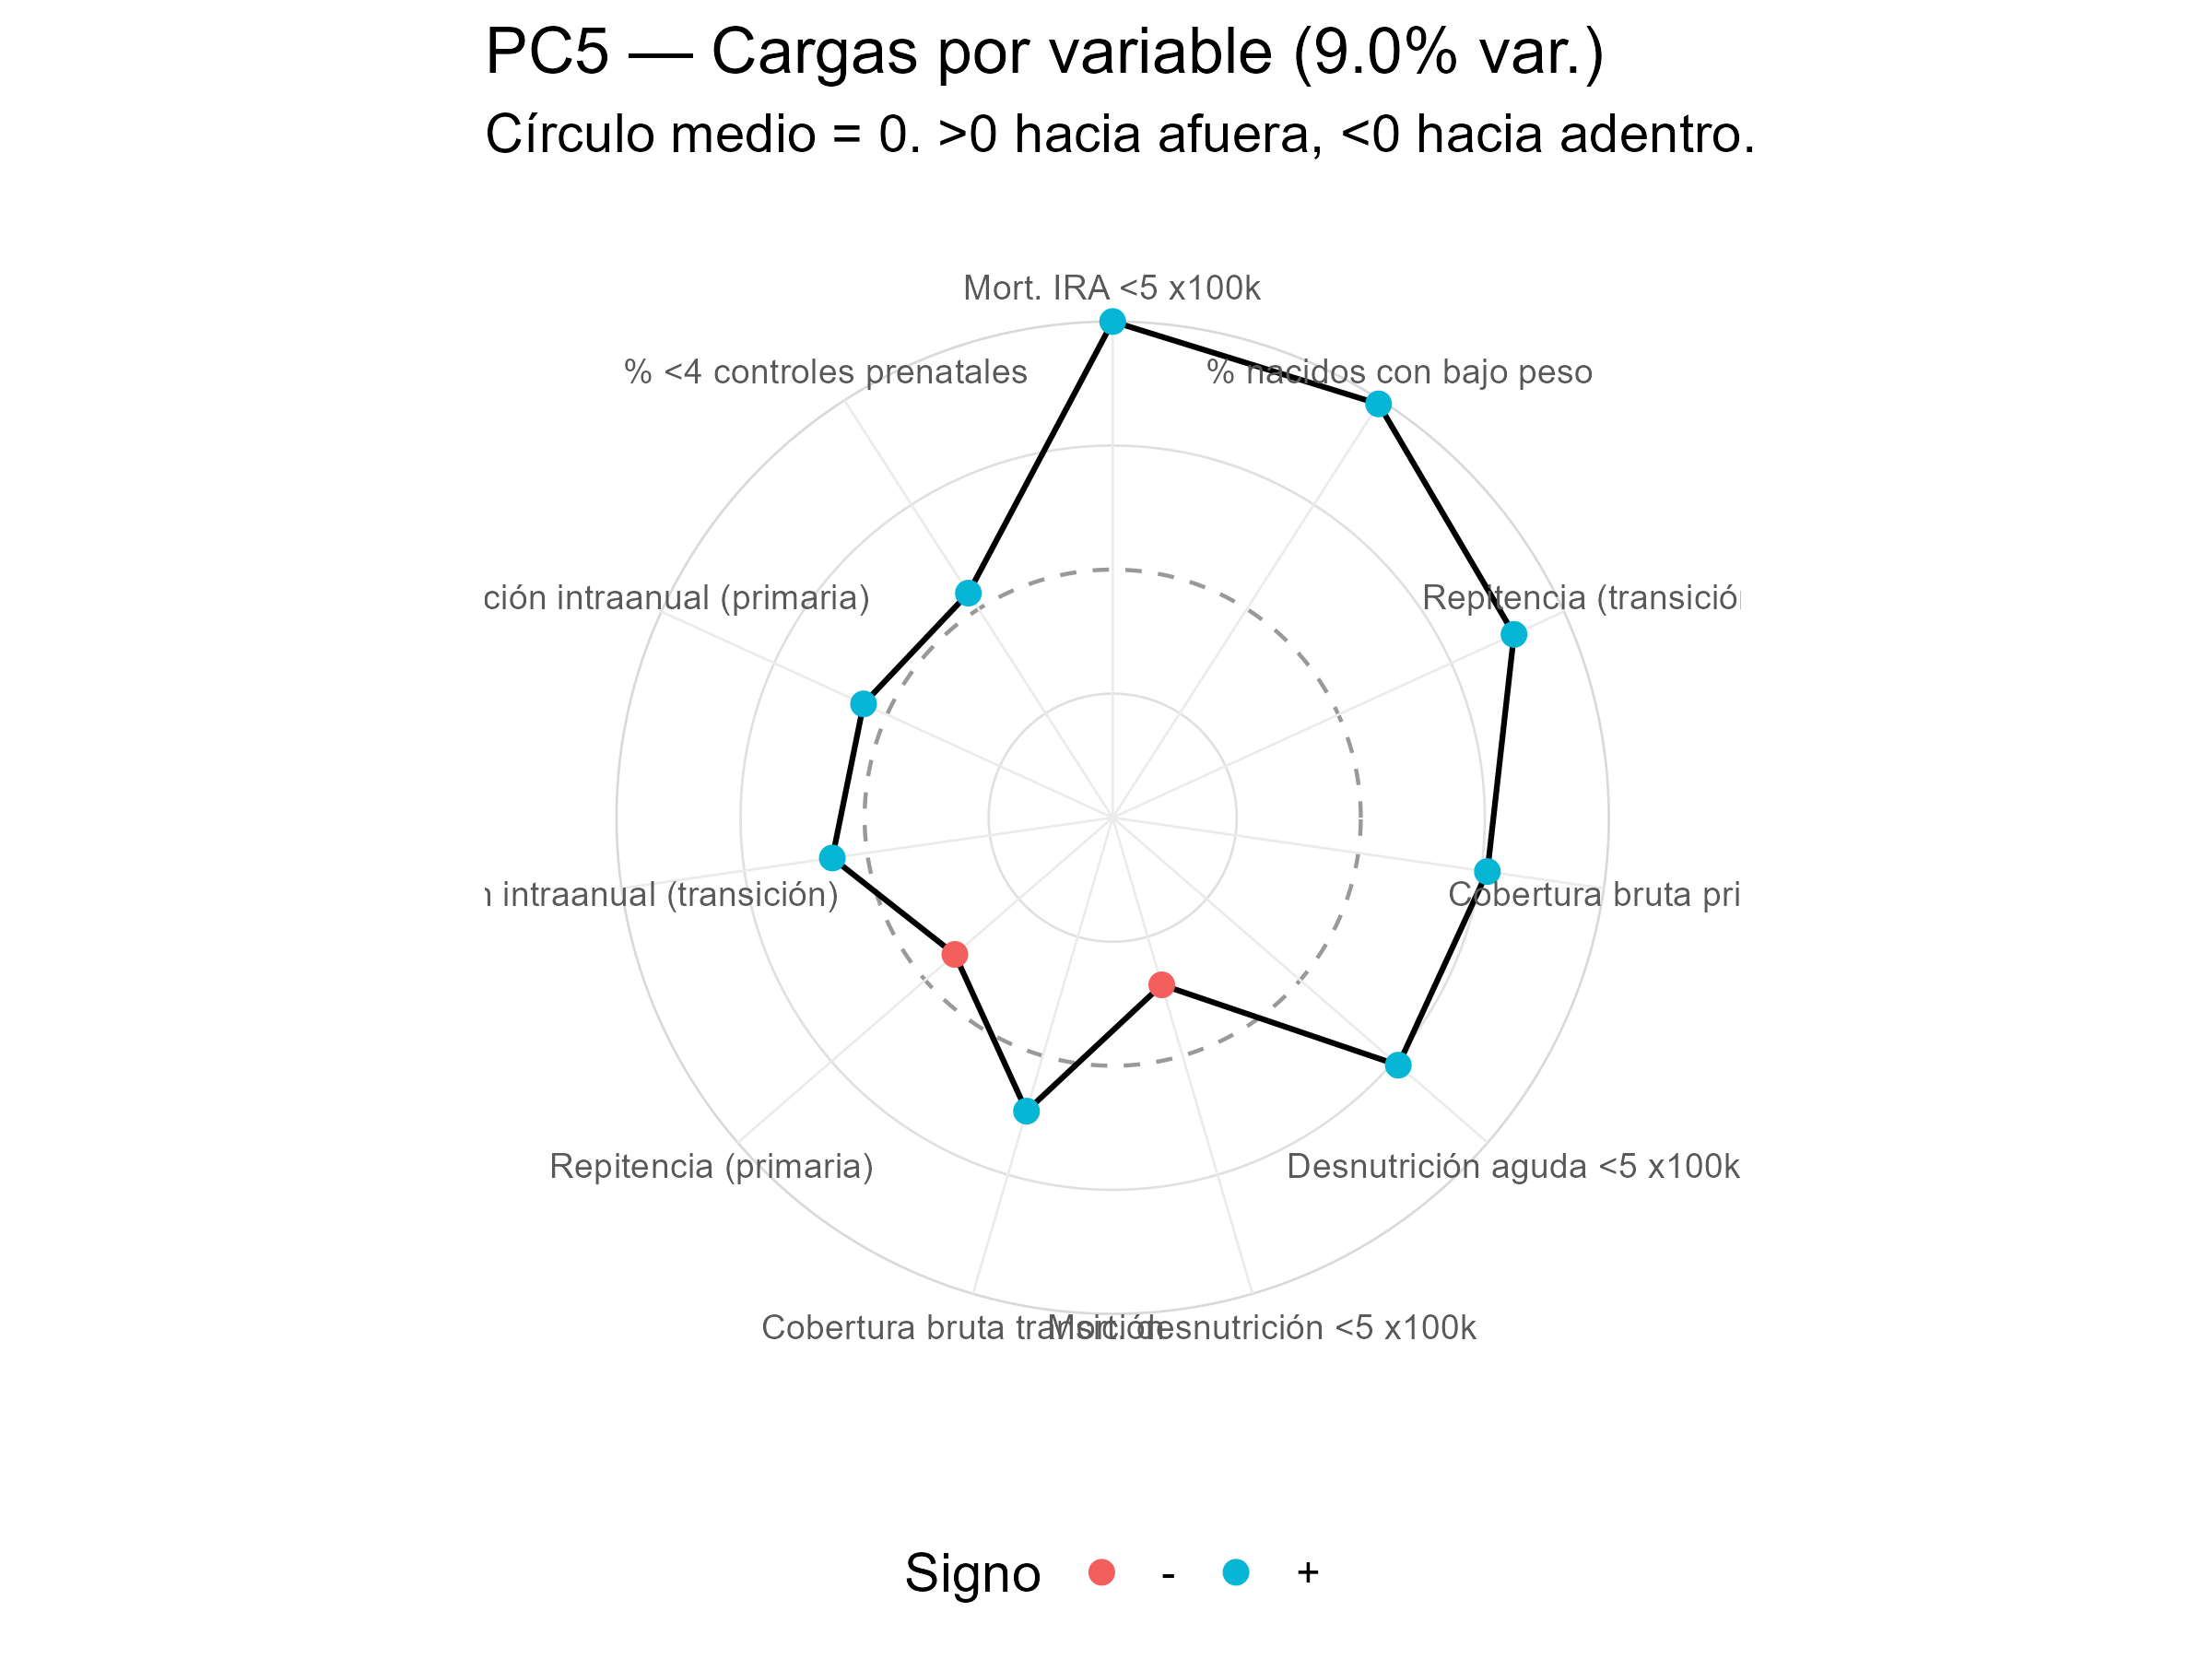 PC5 — Cargas por variable (9.0% var.)
Círculo medio = 0. >0 hacia afuera, <0 hacia adentro.
Mort. IRA <5 x100k
% <4 controles prenatales
% nacidos con bajo peso
ción intraanual (primaria)
Repitencia (transició
n intraanual (transición)
Cobertura bruta pri
Repitencia (primaria)
Desnutrición aguda <5 x100k
Cobertura bruta transición
Mort. desnutrición <5 x100k
Signo - +